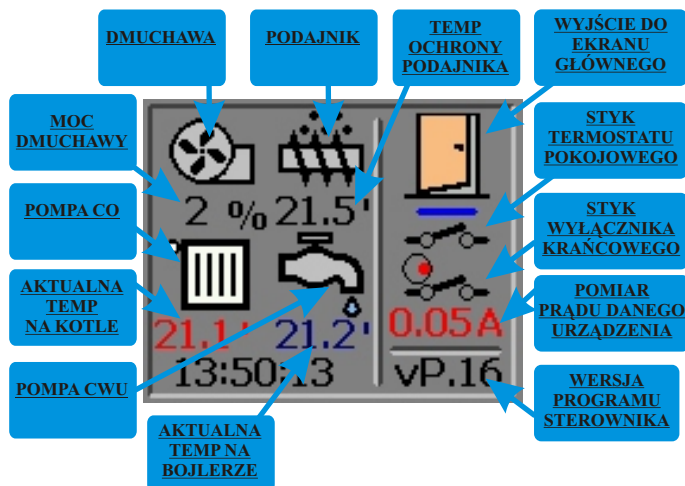 DMUCHAWA
PODAJNIK
TEMP
OCHRONY
PODAJNIKA
WYJŚCIE DO
EKRANU
GŁÓWNEGO
MOC
DMUCHAWY
STYK
TERMOSTATU
POKOJOWEGO
POMPA CO
STYK
WYŁĄCZNIKA
KRAŃCOWEGO
AKTUALNA
TEMP
NA KOTLE
POMIAR
PRĄDU DANEGO
URZĄDZENIA
POMPA CWU
WERSJA
PROGRAMU
STEROWNIKA
AKTUALNA
TEMP NA
BOJLERZE
2 % 21.5'
21.1' 21.2' 0.05A
13:50:13 vP.16